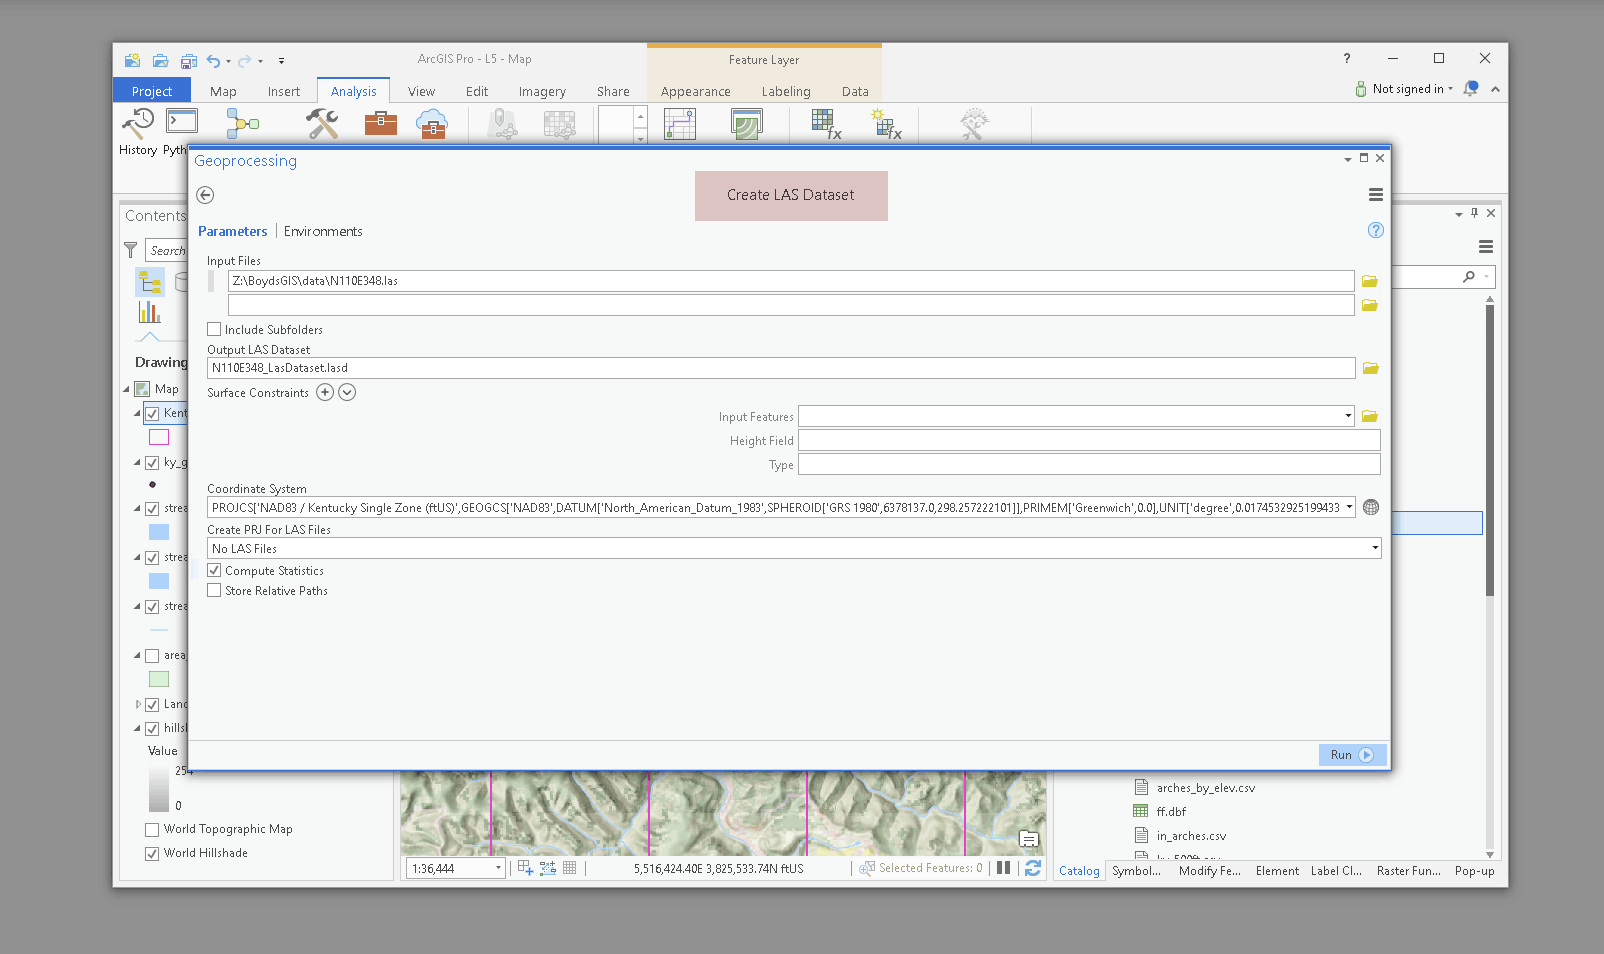 ArcGIS Pro - L5 - Map
Feature Layer
?
Project
Map
Insert
Analysis
View
Edit
Imagery
Share
Appearance
Labeling
Data
Not signed in
History
Pyth
Geoprocessing
Create LAS Dataset
Contents
Search
Parameters
Environments
?
Input Files
Z:\BoydsGIS\data\N110E348.las
Include Subfolders
Output LAS Dataset
N110E348_LasDataset.lasd
Surface Constraints
Input Features
Height Field
Type
Coordinate System
PROJCS['NAD83 / Kentucky Single Zone (ftUS)',GEOGCS['NAD83',DATUM['North_American_Datum_1983',SPHEROID['GRS 1980',6378137.0,298.257222101]],PRIMEM['Greenwich',0.0],UNIT['degree',0.0174532925199433
Create PRJ For LAS Files
No LAS Files
Compute Statistics
Store Relative Paths
Run
Drawing
Map
Kent
ky_g
strea
strea
strea
area_
Land
hillsh
Value
254
0
World Topographic Map
World Hillshade
1:36,444
5,516,424.40E 3,825,533.74N ftUS
Selected Features: 0
arches_by_elev.csv
ff.dbf
in_arches.csv
ky_500ft.csv
Catalog
Symbol...
Modify Fe...
Element
Label Cl...
Raster Fun...
Pop-up